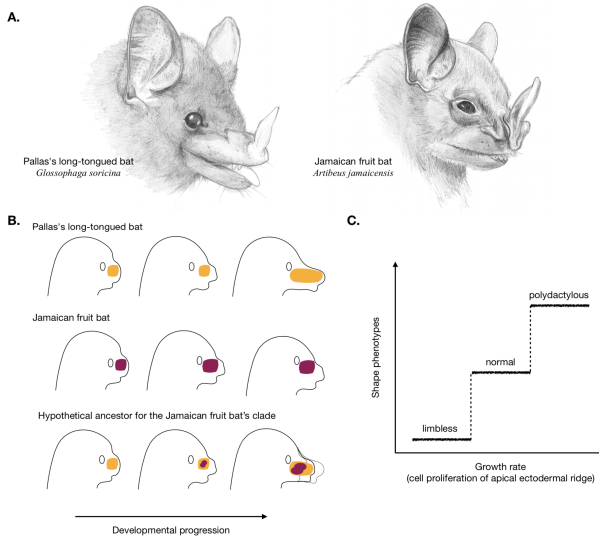 A.
Pallas's long-tongued bat
Glossophaga soricina
Jamaican fruit bat
Artibeus jamaicensis
B.
Pallas's long-tongued bat
Jamaican fruit bat
Hypothetical ancestor for the Jamaican fruit bat's clade
Developmental progression
C.
Shape phenotypes
polydactylous
normal
limbless
Growth rate
(cell proliferation of apical ectodermal ridge)